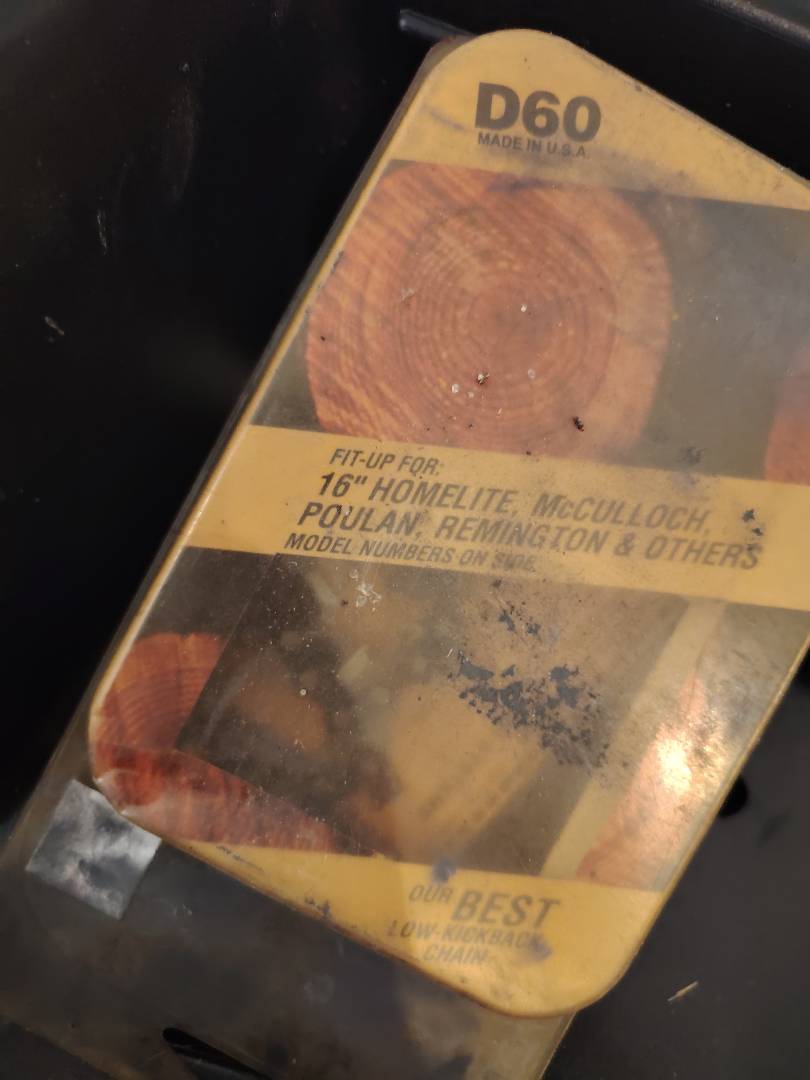 D60
MADE IN U.S.A.
FIT-UP FOR:
16" HOMELITE, McCULLOCH,
POULAN, REMINGTON & OTHERS
MODEL NUMBERS ON SIDE.
OUR BEST
LOW-KICKBACK
CHAIN